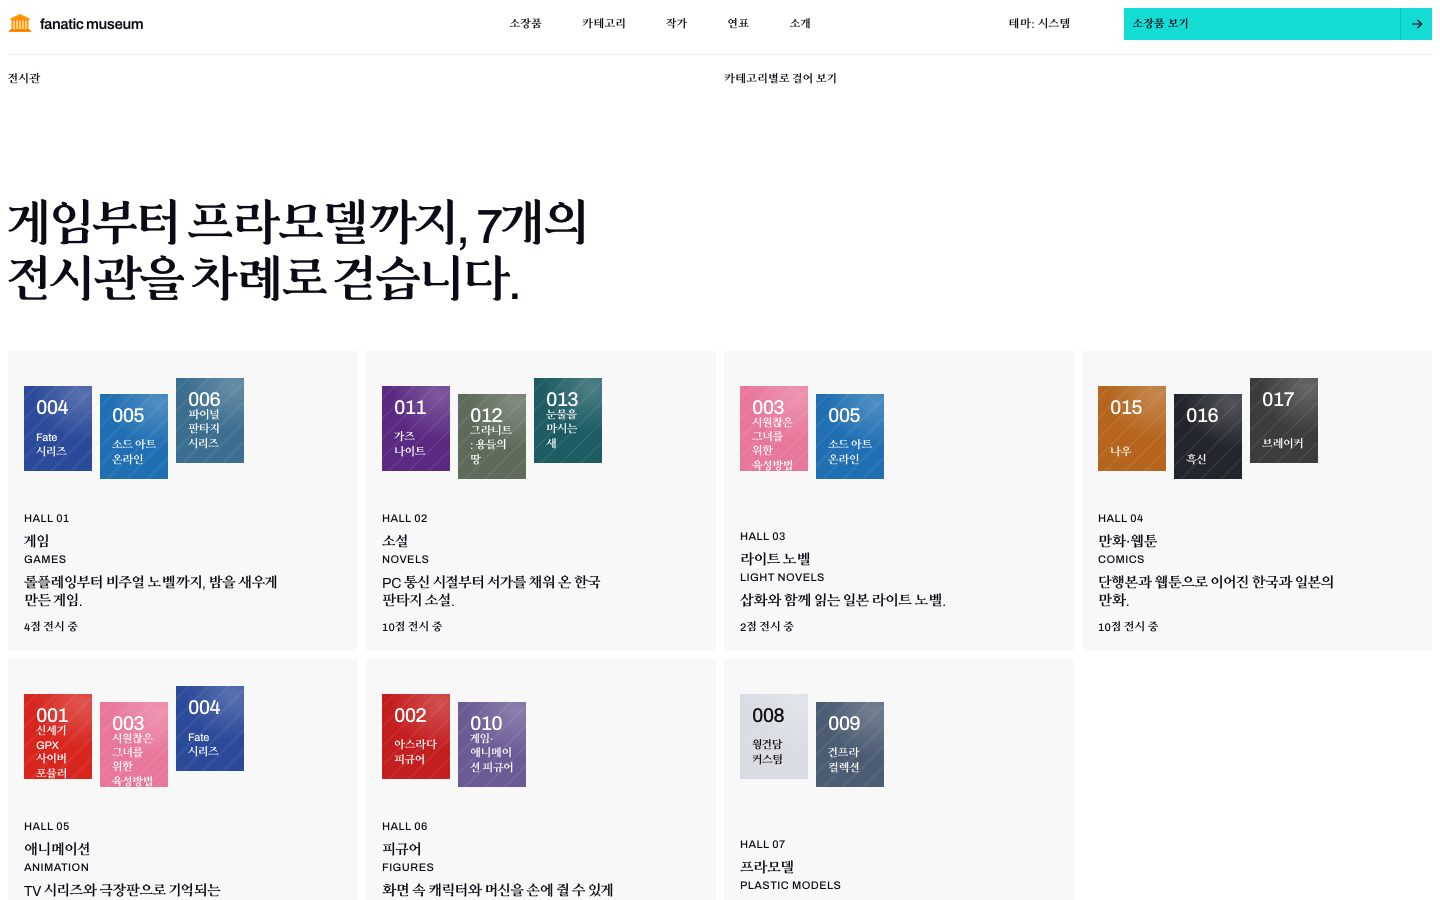 fanatic museum
소장품
카테고리
작가
연표
소개
테마: 시스템
소장품 보기
전시관
카테고리별로 걸어 보기
게임부터 프라모델까지, 7개의
전시관을 차례로 걷습니다.
004
Fate
시리즈
005
소드 아트
온라인
006
파이널
판타지
시리즈
HALL 01
게임
GAMES
롤플레잉부터 비주얼 노벨까지, 밤을 새우게
만든 게임.
4점 전시 중
011
가즈
나이트
012
그라니트
: 용들의
땅
013
눈물을
마시는
새
HALL 02
소설
NOVELS
PC 통신 시절부터 서가를 채워 온 한국
판타지 소설.
10점 전시 중
003
시원찮은
그녀를
위한
육성방법
005
소드 아트
온라인
HALL 03
라이트 노벨
LIGHT NOVELS
삽화와 함께 읽는 일본 라이트 노벨.
2점 전시 중
015
나우
016
흑신
017
브레이커
HALL 04
만화·웹툰
COMICS
단행본과 웹툰으로 이어진 한국과 일본의
만화.
10점 전시 중
001
신세기
GPX
사이버
포뮬러
003
시원찮은
그녀를
위한
육성방법
004
Fate
시리즈
HALL 05
애니메이션
ANIMATION
TV 시리즈와 극장판으로 기억되는
002
아스라다
피규어
010
게임·
애니메이
션 피규어
HALL 06
피규어
FIGURES
화면 속 캐릭터와 머신을 손에 쥘 수 있게
008
윙건담
커스텀
009
건프라
컬렉션
HALL 07
프라모델
PLASTIC MODELS